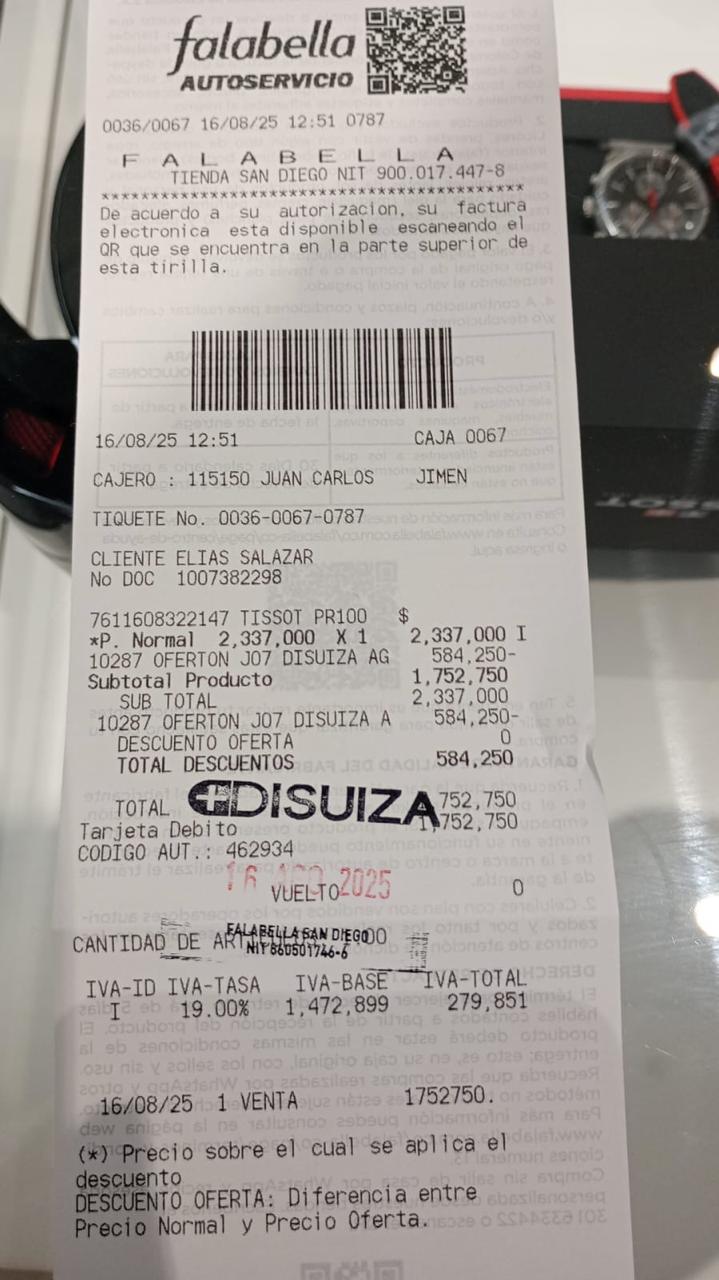 falabella
AUTOSERVICIO
0036/0067 16/08/25 12:51 0787
F A L A B E L L A
TIENDA SAN DIEGO NIT 900.017.447-8
******************************************
De acuerdo a su autorizacion, su factura
electronica esta disponible escaneando el
QR que se encuentra en la parte superior de
esta tirilla.
16/08/25 12:51 CAJA 0067
CAJERO : 115150 JUAN CARLOS JIMEN
TIQUETE No. 0036-0067-0787
CLIENTE ELIAS SALAZAR
No DOC 1007382298
7611608322147 TISSOT PR100 $
*P. Normal 2,337,000 X 1 2,337,000 I
10287 OFERTON J07 DISUIZA AG 584,250-
Subtotal Producto 1,752,750
SUB TOTAL 2,337,000
10287 OFERTON J07 DISUIZA A 584,250-
DESCUENTO OFERTA 0
TOTAL DESCUENTOS 584,250
TOTAL 752,750
DISUIZA
Tarjeta Debito 1,752,750
CODIGO AUT.: 462934
16 AGO 2025
VUELTO 0
FALABELLA SAN DIEGO
NIT 860501746-6
CANTIDAD DE
IVA-ID IVA-TASA IVA-BASE IVA-TOTAL
I 19.00% 1,472,899 279,851
16/08/25 1 VENTA 1752750.
(*) Precio sobre el cual se aplica el
descuento
DESCUENTO OFERTA: Diferencia entre
Precio Normal y Precio Oferta.